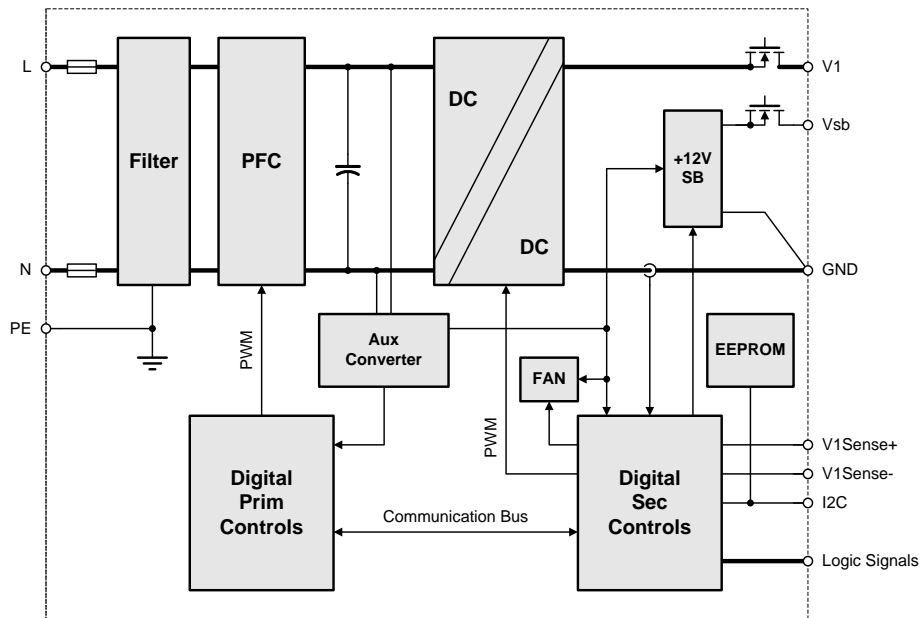 L
Filter
PFC
DC
DC
V1
Vsb
+12V
SB
N
GND
PE
PWM
Aux
Converter
FAN
EEPROM
PWM
Digital
Prim
Controls
Communication Bus
Digital
Sec
Controls
V1Sense+
V1Sense-
I2C
Logic Signals